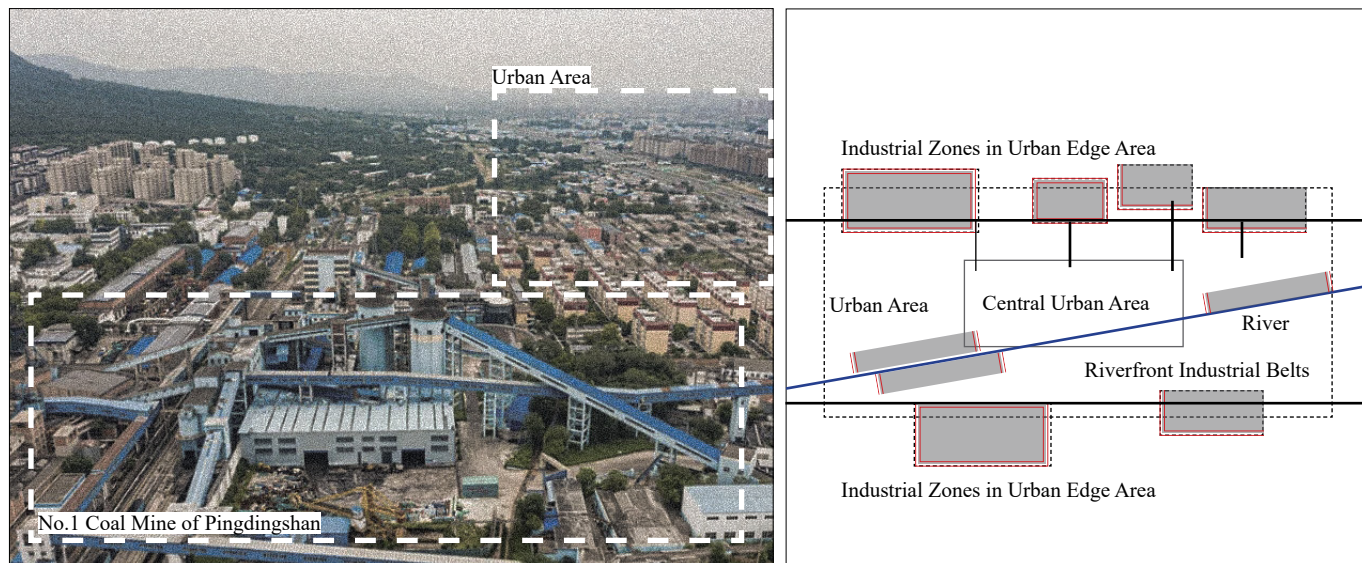 Urban Area
No.1 Coal Mine of Pingdingshan
Industrial Zones in Urban Edge Area
Urban Area
Central Urban Area
River
Riverfront Industrial Belts
Industrial Zones in Urban Edge Area